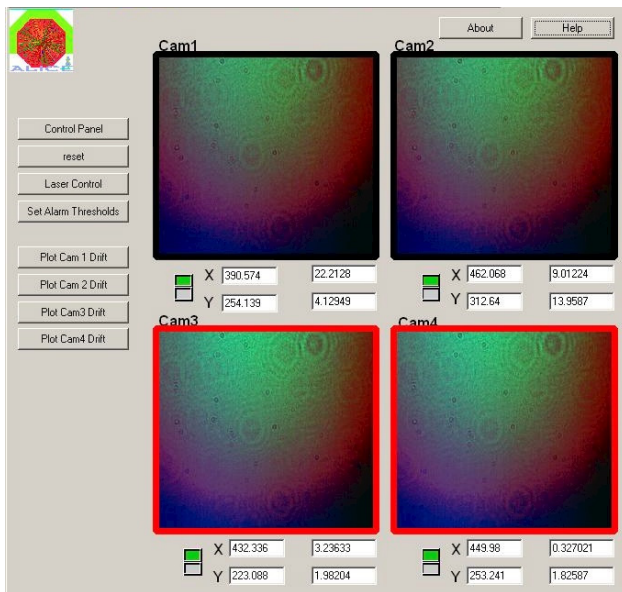 ALICE
About
Help
Cam1
Cam2
Control Panel
reset
Laser Control
Set Alarm Thresholds
Plot Cam 1 Drift
Plot Cam 2 Drift
Plot Cam3 Drift
Plot Cam4 Drift
X 390.574 22.2128
Y 254.139 4.12949
X 462.068 9.01224
Y 312.64 13.9587
Cam3
Cam4
X 432.336 3.23633
Y 223.088 1.98204
X 449.98 0.327021
Y 253.241 1.82587